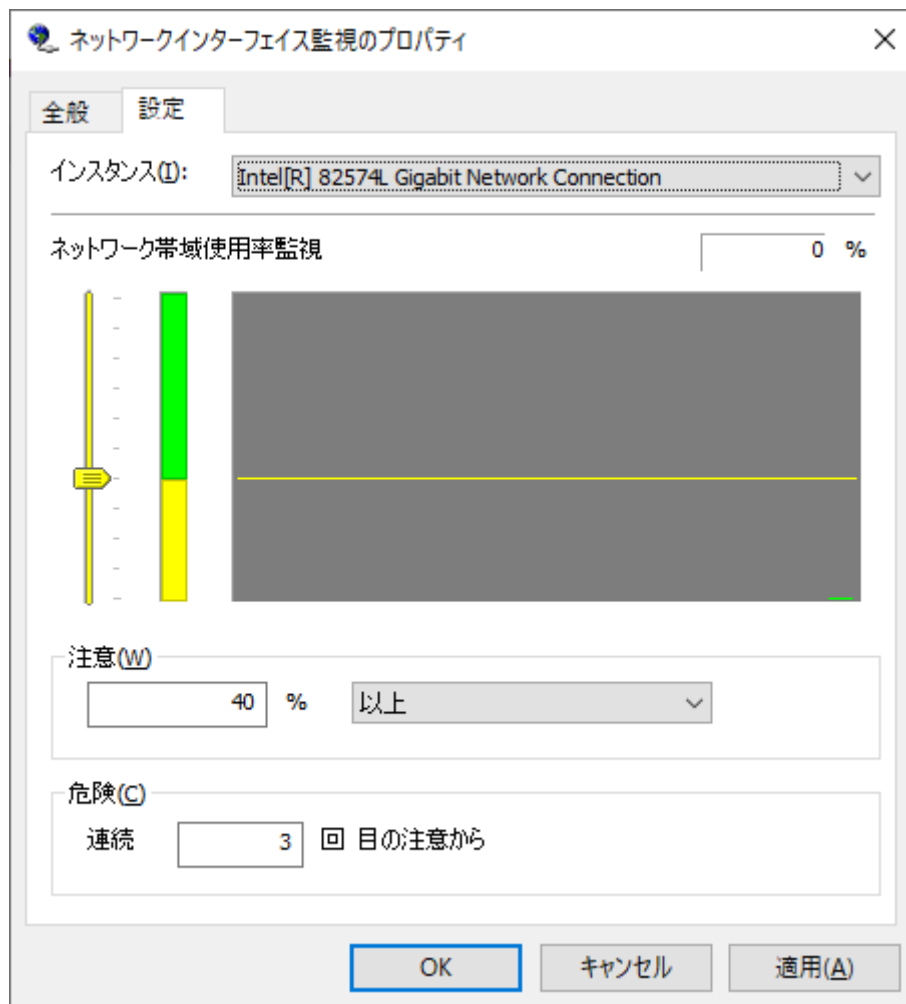 ネットワークインターフェイス監視のプロパティ
全般 設定
インスタンス(I): Intel[R] 82574L Gigabit Network Connection
ネットワーク帯域使用率監視 0 %
注意(W)
40 % 以上
危険(C)
連続 3 回 目の注意から
OK キャンセル 適用(A)